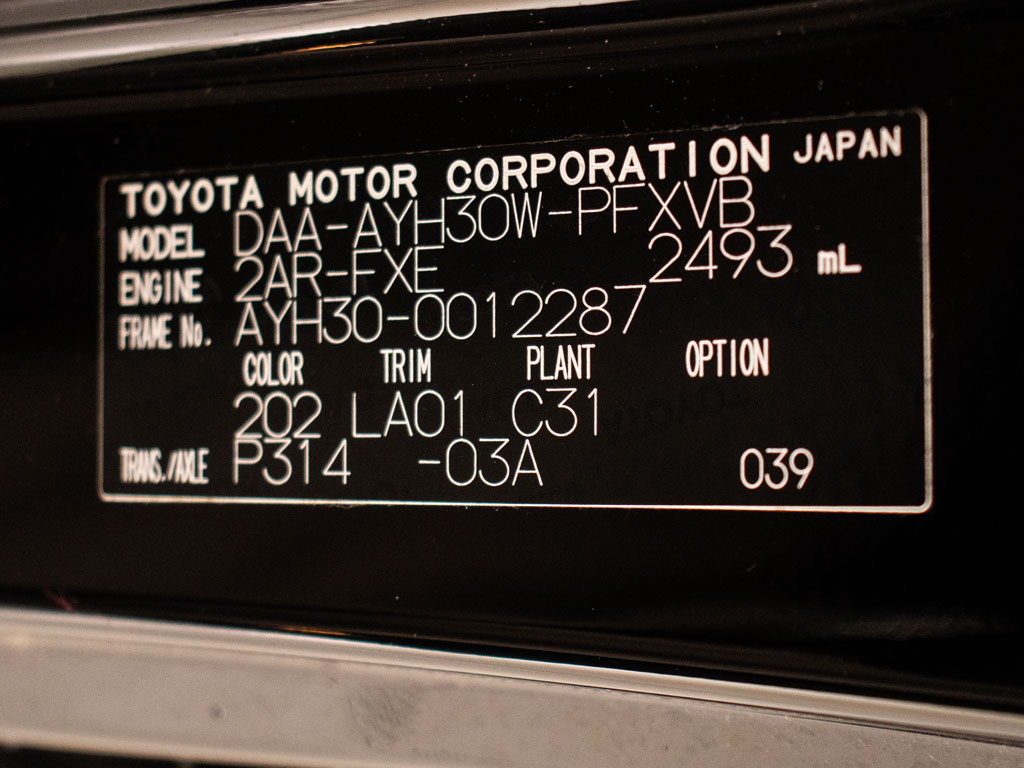 TOYOTA MOTOR CORPORATION JAPAN
MODEL DAA-AYH30W-PFXVB
ENGINE 2AR-FXE 2493 mL
FRAME No. AYH30-0012287
COLOR TRIM PLANT OPTION
202 LA01 C31
TRANS./AXLE P314 -03A 039